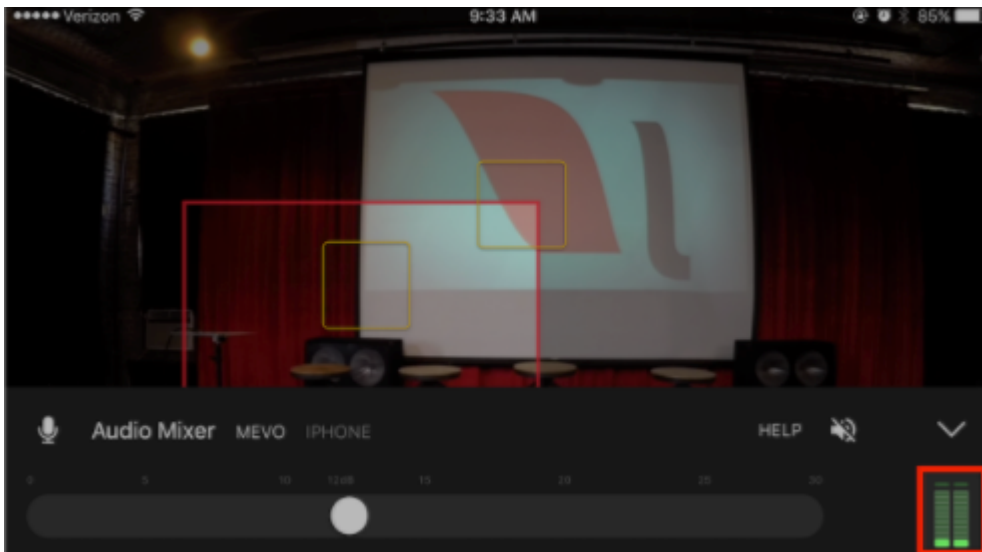 Verizon 9:33 AM 85%
Audio Mixer MEVO IPHONE HELP
0 5 10 12dB 15 20 25 30